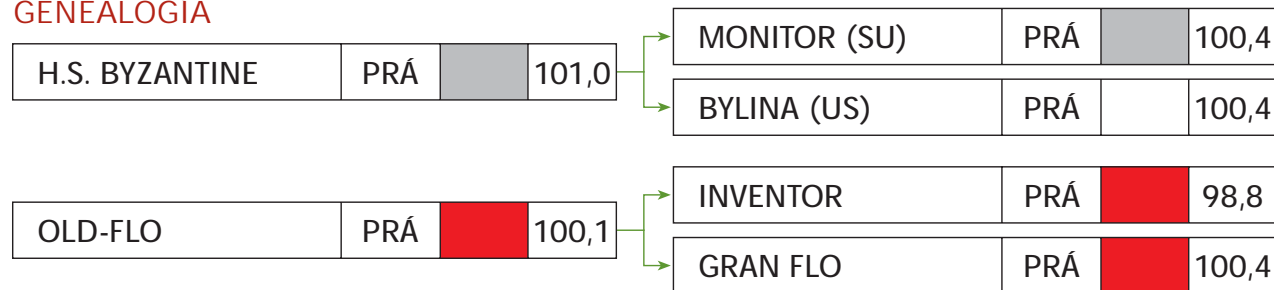 GENEALOGÍA
H.S. BYZANTINE PRÁ 101,0
MONITOR (SU) PRÁ 100,4
BYLINA (US) PRÁ 100,4
OLD-FLO PRÁ 100,1
INVENTOR PRÁ 98,8
GRAN FLO PRÁ 100,4